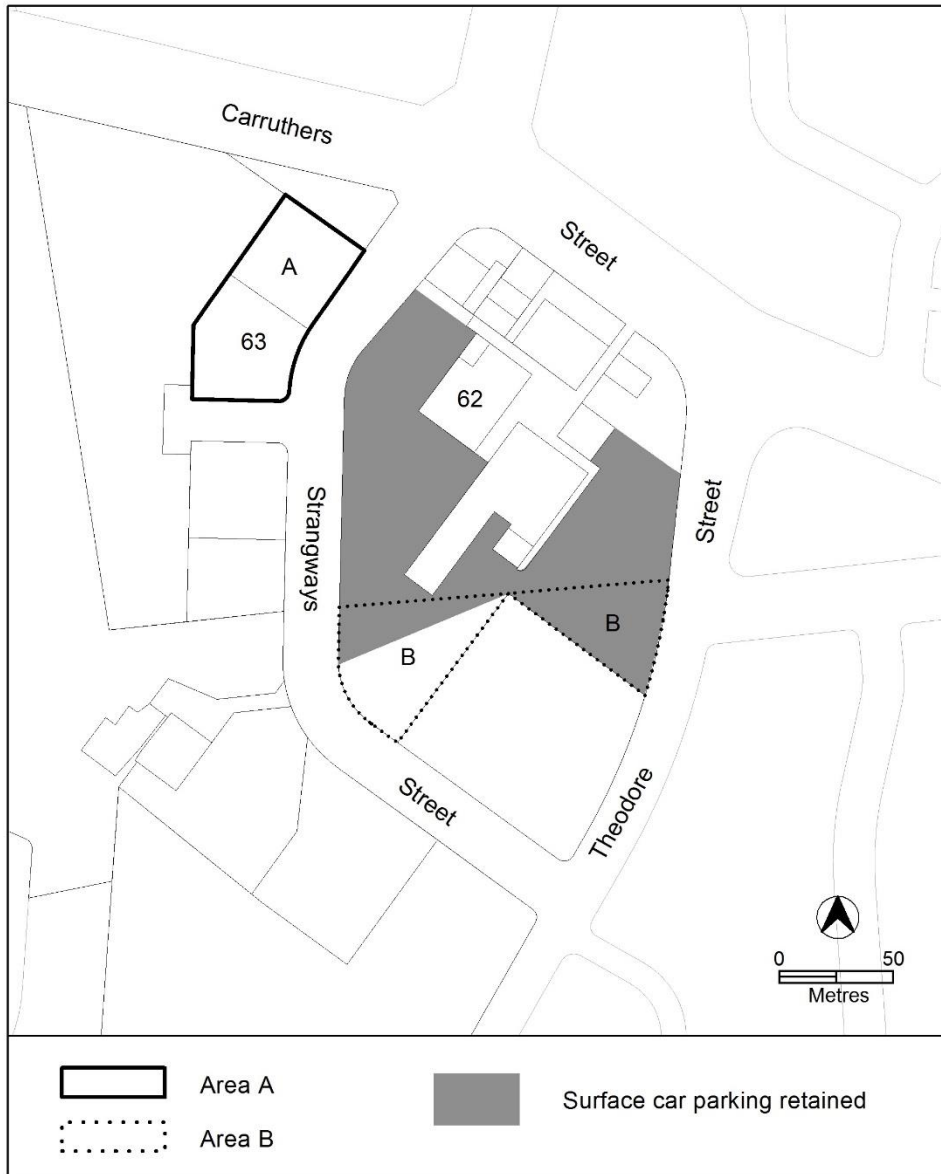 Carruthers
Street
A
63
62
Strangways
Street
B
B
Street
Theodore
0 50
Metres
Area A
Surface car parking retained
Area B